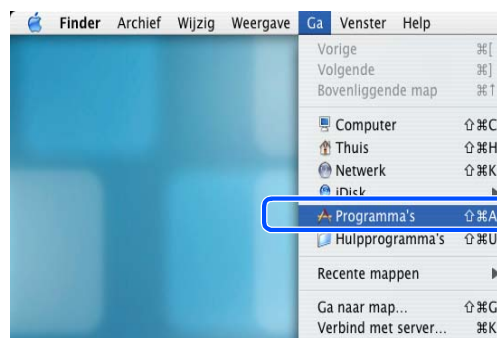 Finder Archief Wijzig Weergave Ga Venster Help
Vorige ⌘[
Volgende ⌘]
Bovenliggende map ⌘↑
Computer ⇧⌘C
Thuis ⇧⌘H
Netwerk ⇧⌘K
iDisk
Programma's ⇧⌘A
Hulpprogramma's ⇧⌘U
Recente mappen
Ga naar map... ⇧⌘G
Verbind met server... ⌘K